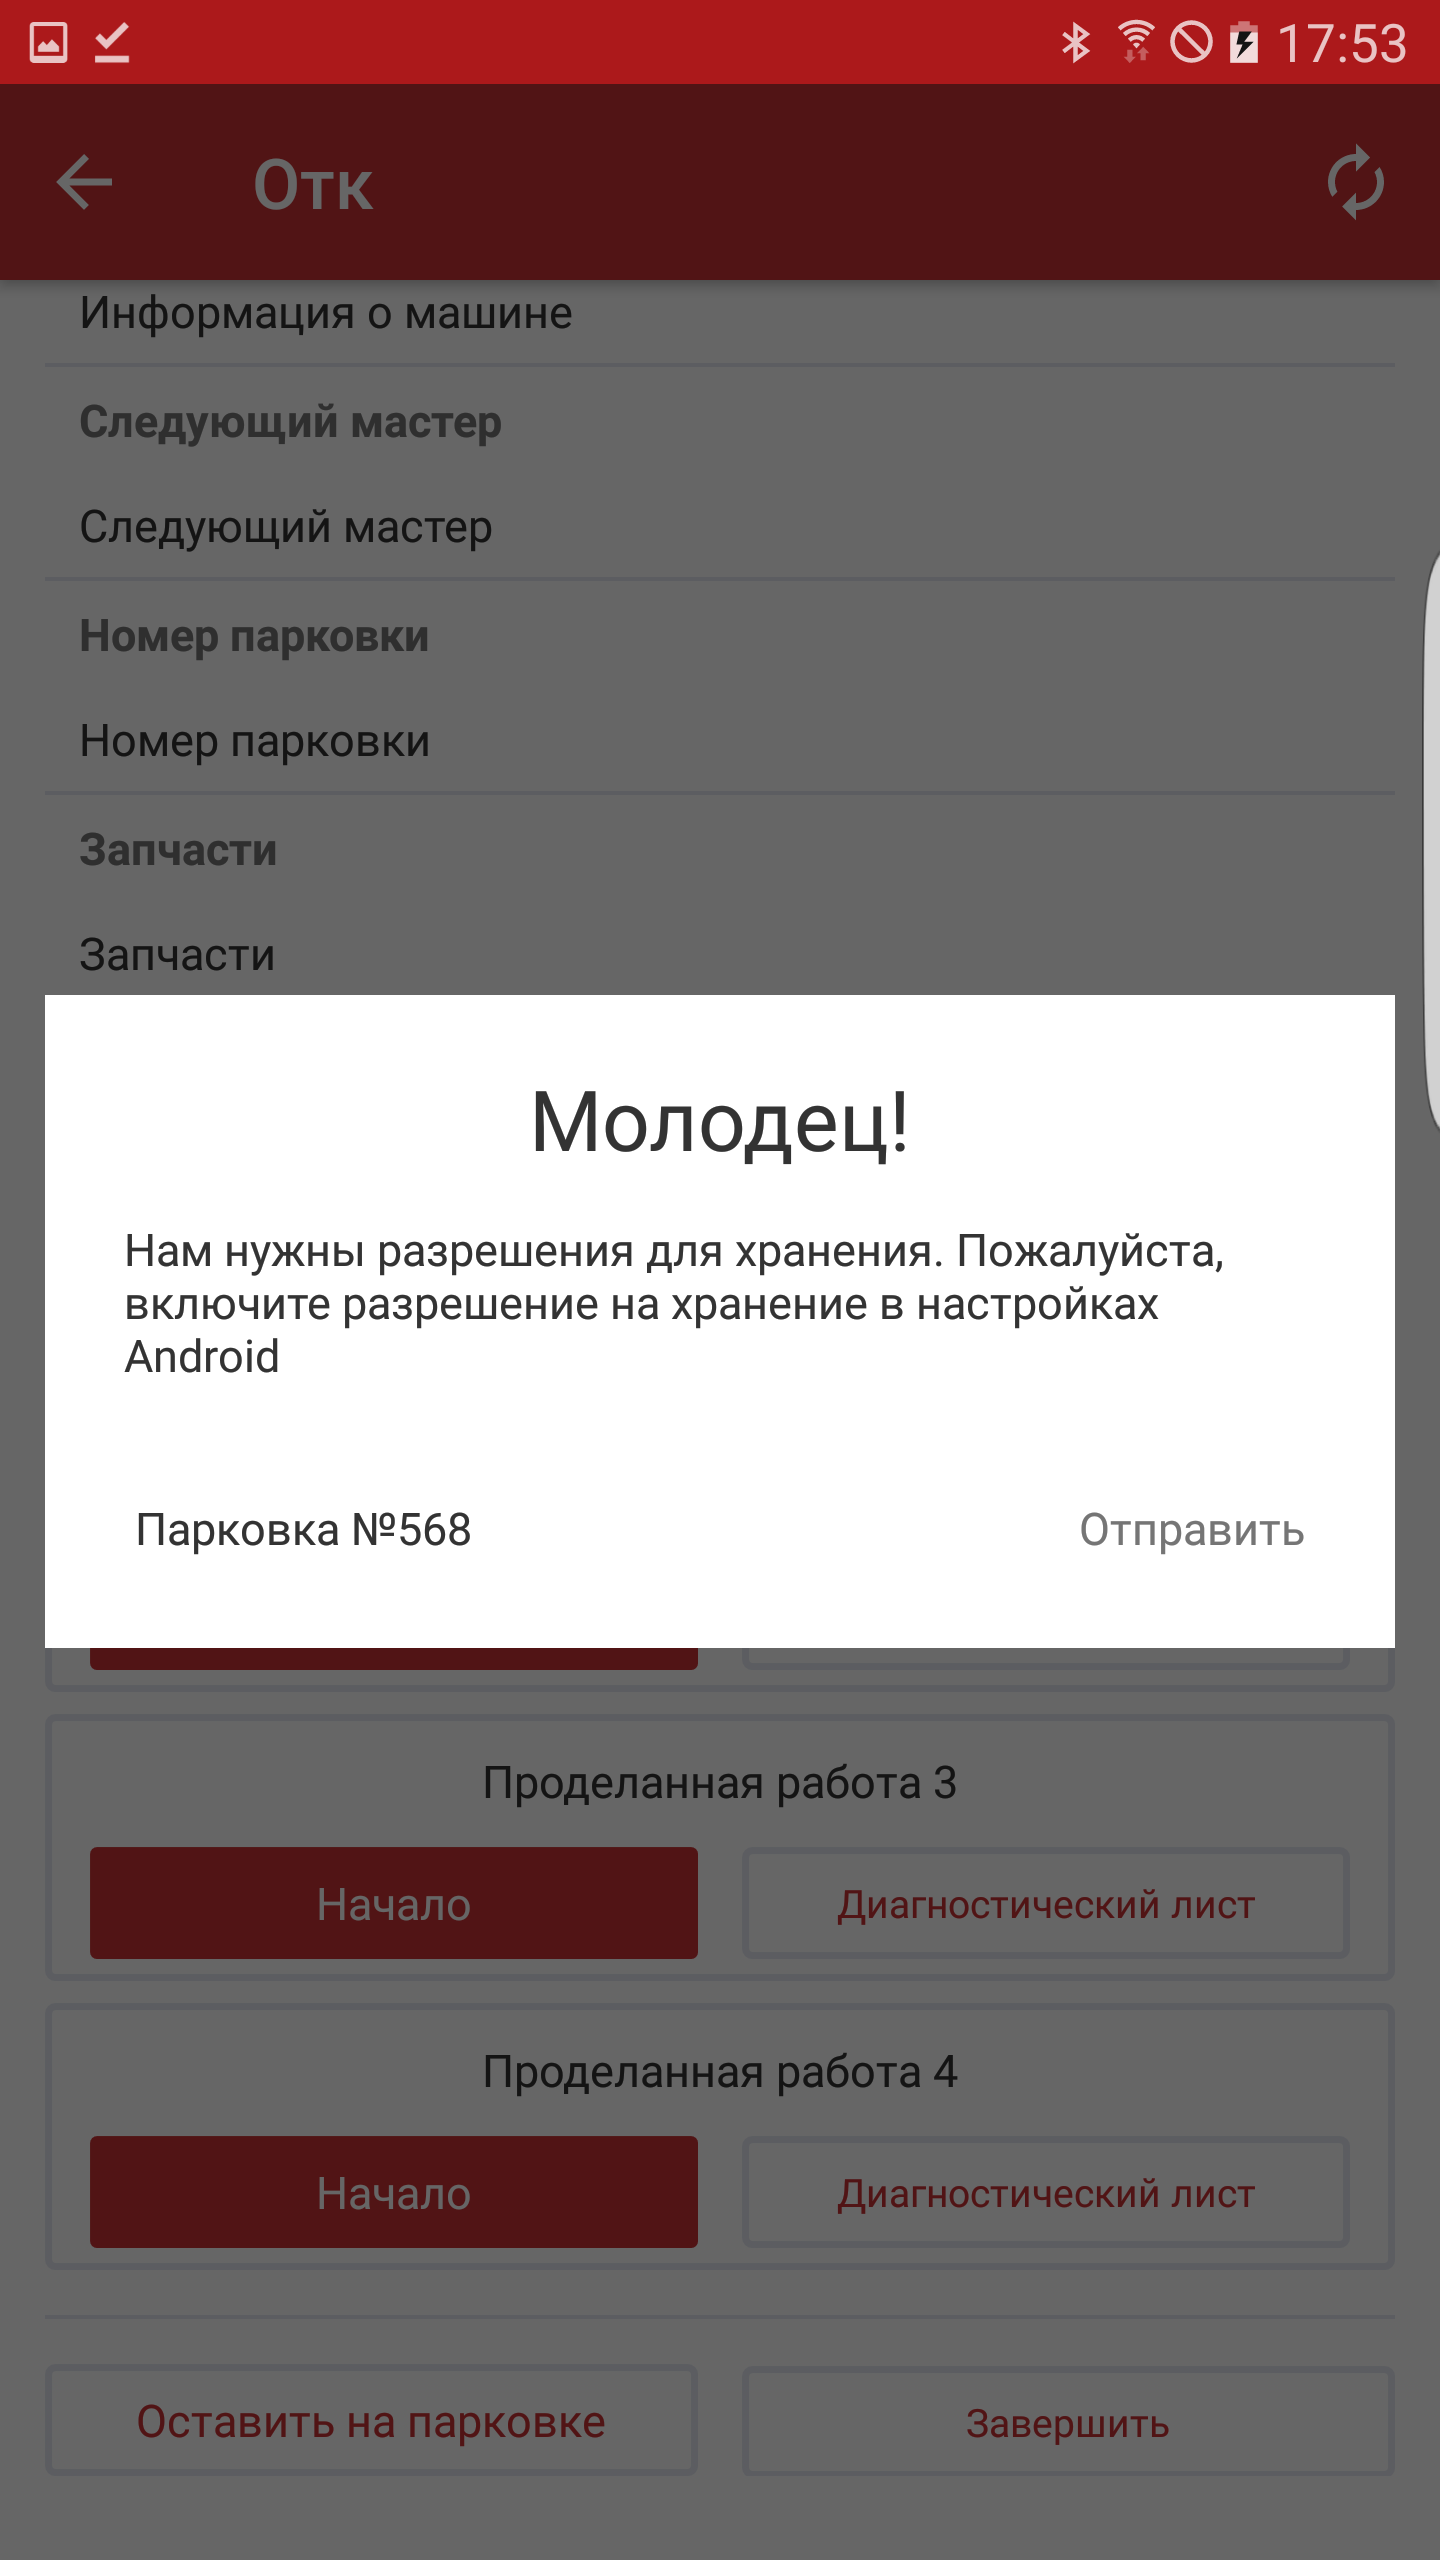 17:53
Отк
Информация о машине
Следующий мастер
Следующий мастер
Номер парковки
Номер парковки
Запчасти
Запчасти
Молодец!
Нам нужны разрешения для хранения. Пожалуйста,
включите разрешение на хранение в настройках
Android
Парковка №568 Отправить
Проделанная работа 3
Начало Диагностический лист
Проделанная работа 4
Начало Диагностический лист
Оставить на парковке Завершить